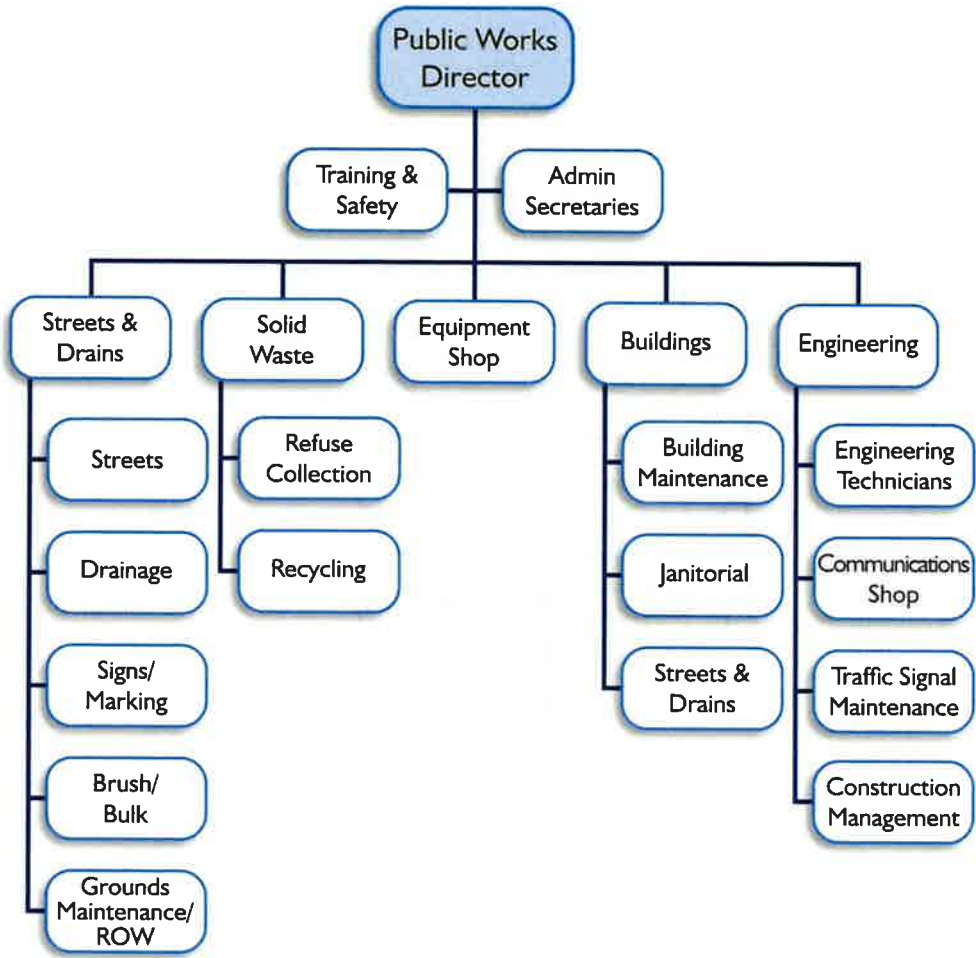 Public Works
Director
Training &
Safety
Admin
Secretaries
Streets &
Drains
Solid
Waste
Equipment
Shop
Buildings
Engineering
Streets
Drainage
Signs/
Marking
Brush/
Bulk
Grounds
Maintenance/
ROW
Refuse
Collection
Recycling
Building
Maintenance
Janitorial
Streets &
Drains
Engineering
Technicians
Communications
Shop
Traffic Signal
Maintenance
Construction
Management